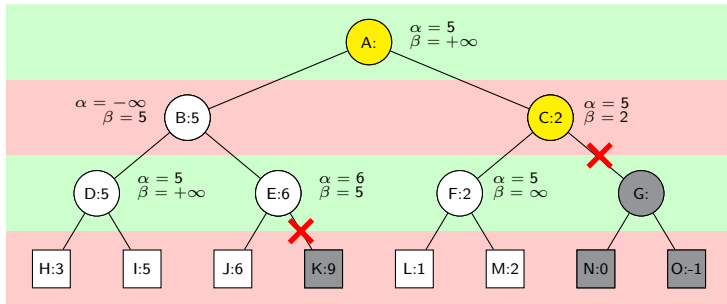 A:
α = 5
β = +∞
α = −∞
β = 5
B:5
C:2
α = 5
β = 2
D:5
α = 5
β = +∞
E:6
α = 6
β = 5
F:2
α = 5
β = ∞
G:
H:3
I:5
J:6
K:9
L:1
M:2
N:0
O:-1